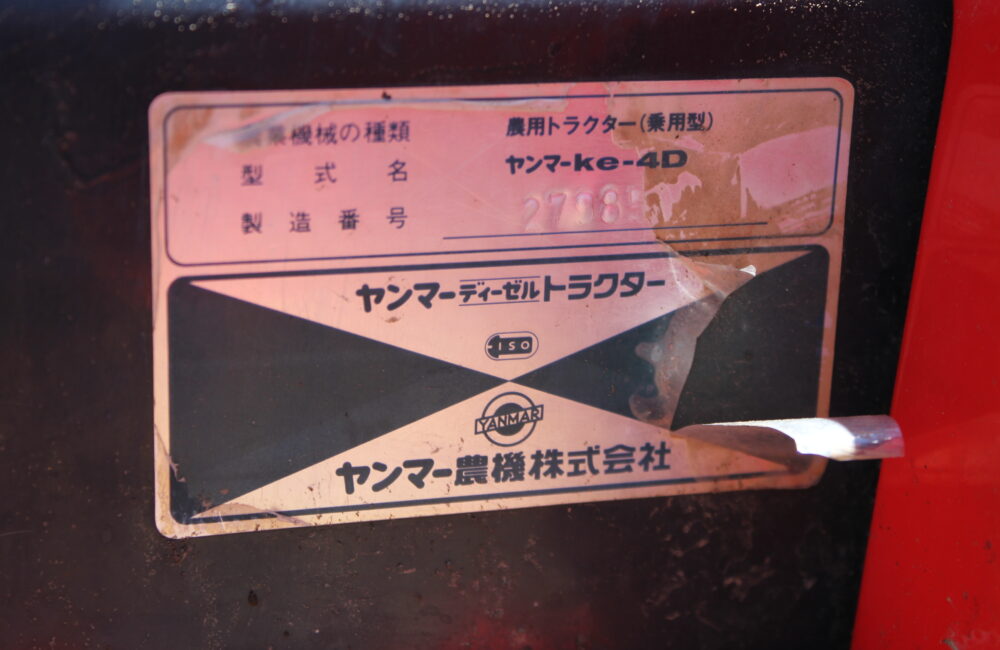 農業機械の種類 農用トラクター(乗用型)
型式名 ヤンマーke-4D
製造番号
ヤンマーディーゼルトラクター
ISO
YANMAR
ヤンマー農機株式会社